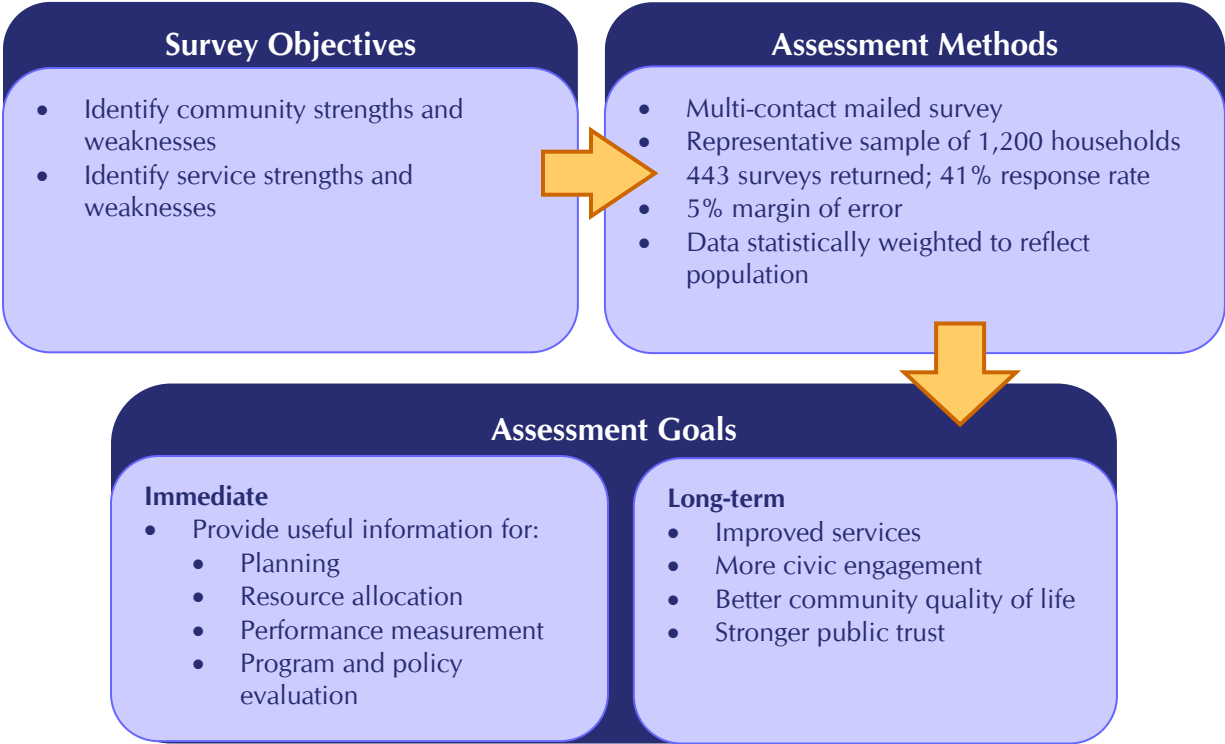 Survey Objectives
• Identify community strengths and
weaknesses
• Identify service strengths and
weaknesses
Assessment Methods
• Multi-contact mailed survey
• Representative sample of 1,200 households
443 surveys returned; 41% response rate
• 5% margin of error
• Data statistically weighted to reflect
population
Assessment Goals
Immediate
• Provide useful information for:
• Planning
• Resource allocation
• Performance measurement
• Program and policy
evaluation
Long-term
• Improved services
• More civic engagement
• Better community quality of life
• Stronger public trust